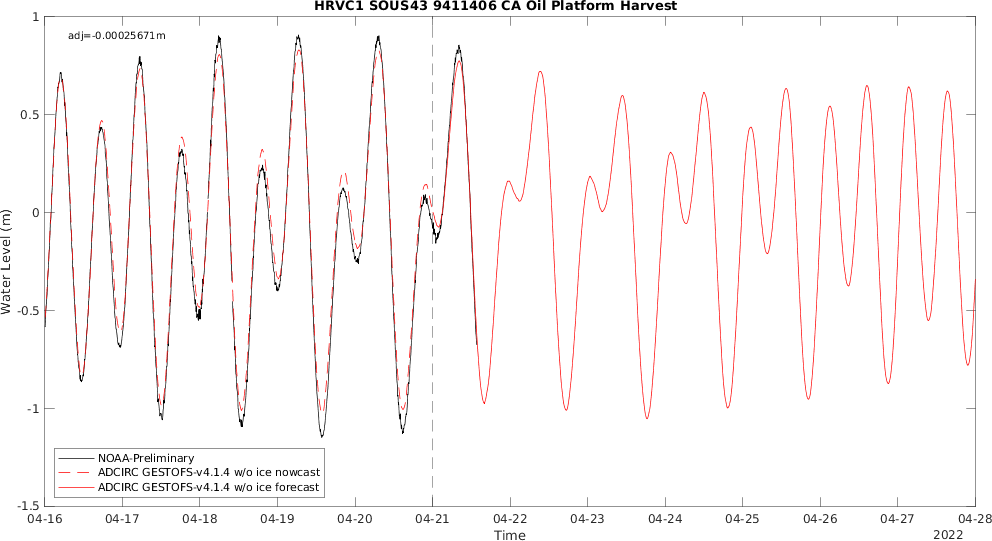 HRVC1 SOUS43 9411406 CA Oil Platform Harvest
adj=-0.00025671m
1
0.5
0
-0.5
-1
-1.5
Water Level (m)
NOAA-Preliminary
ADCIRC GESTOFS-v4.1.4 w/o ice nowcast
ADCIRC GESTOFS-v4.1.4 w/o ice forecast
04-16 04-17 04-18 04-19 04-20 04-21 04-22 04-23 04-24 04-25 04-26 04-27 04-28
Time
2022